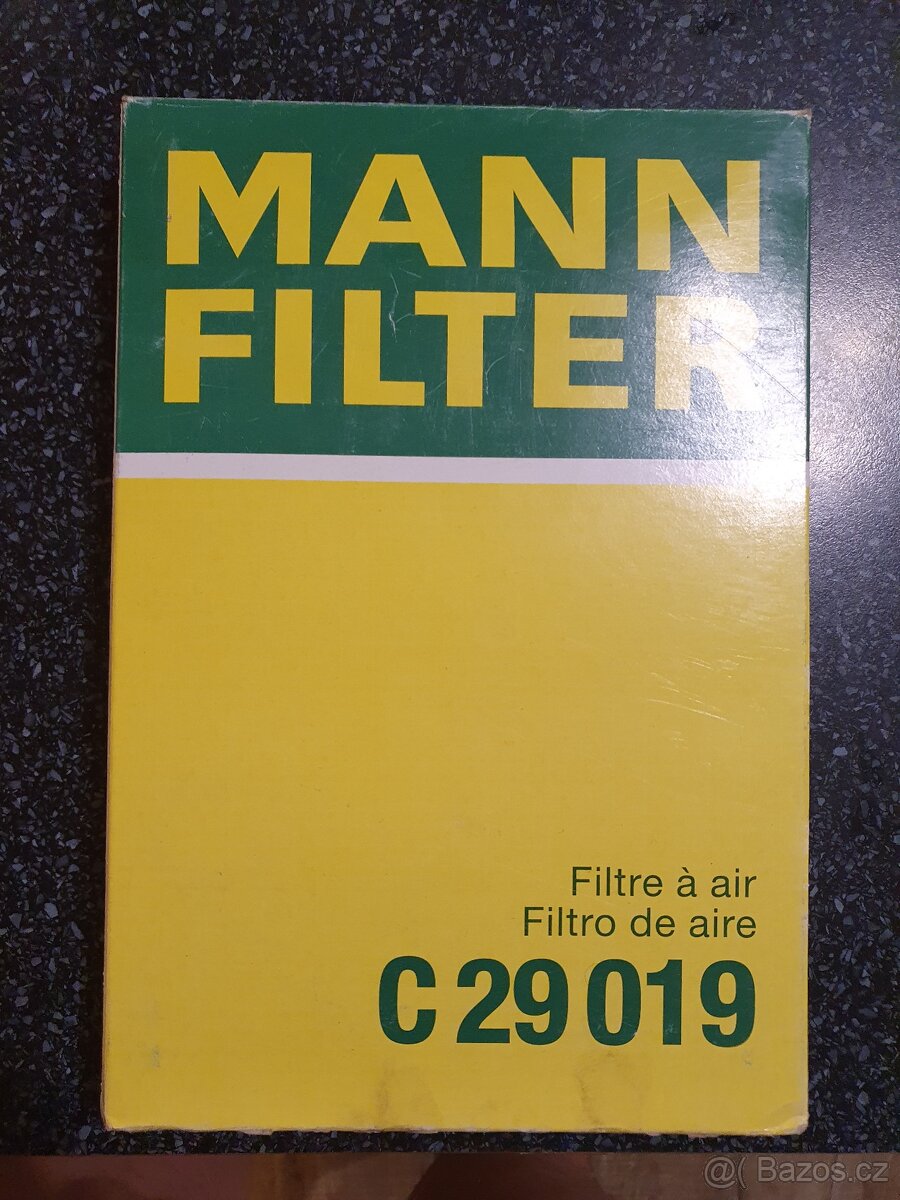 MANN
FILTER
Filtre à air
Filtro de aire
C 29 019
@( Bazos.cz